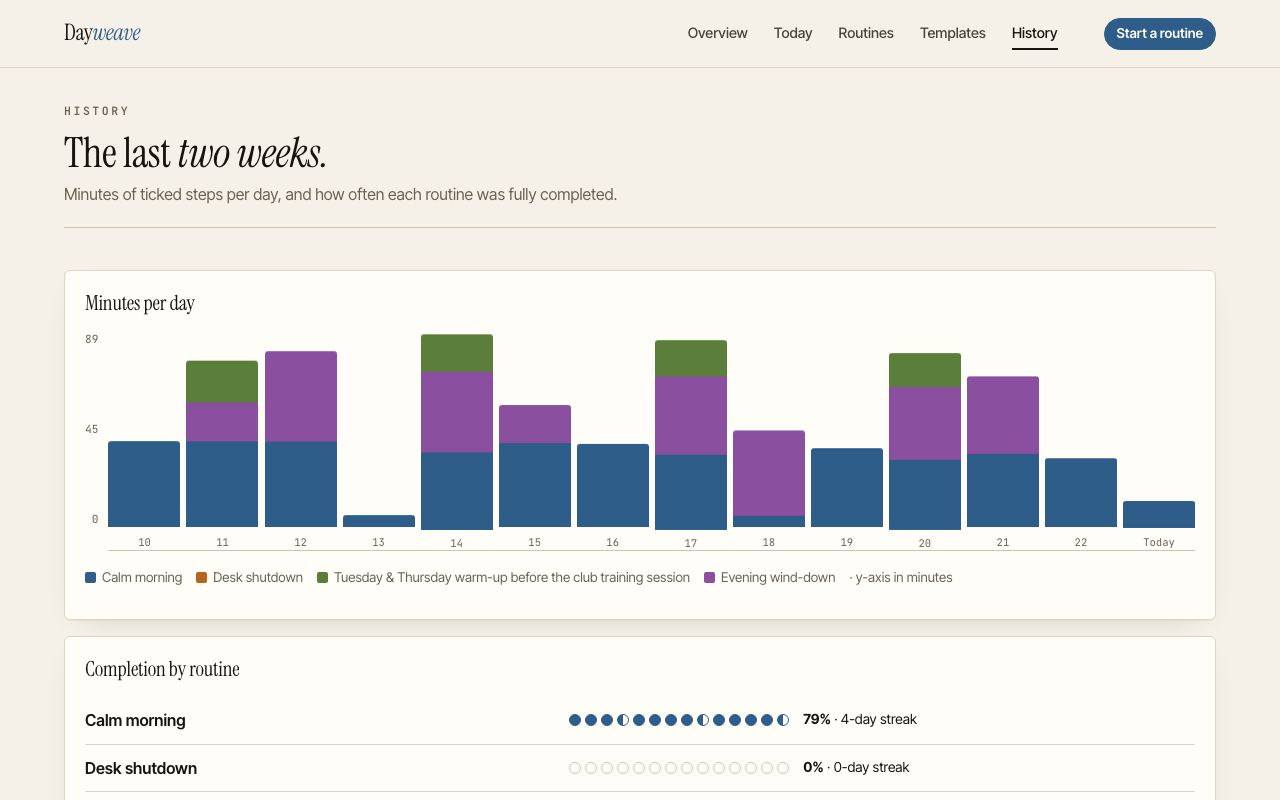 Dayweave
Overview Today Routines Templates History Start a routine
HISTORY
The last two weeks.
Minutes of ticked steps per day, and how often each routine was fully completed.
Minutes per day
89
45
0
10 11 12 13 14 15 16 17 18 19 20 21 22 Today
Calm morning Desk shutdown Tuesday & Thursday warm-up before the club training session Evening wind-down · y-axis in minutes
Completion by routine
Calm morning 79% · 4-day streak
Desk shutdown 0% · 0-day streak